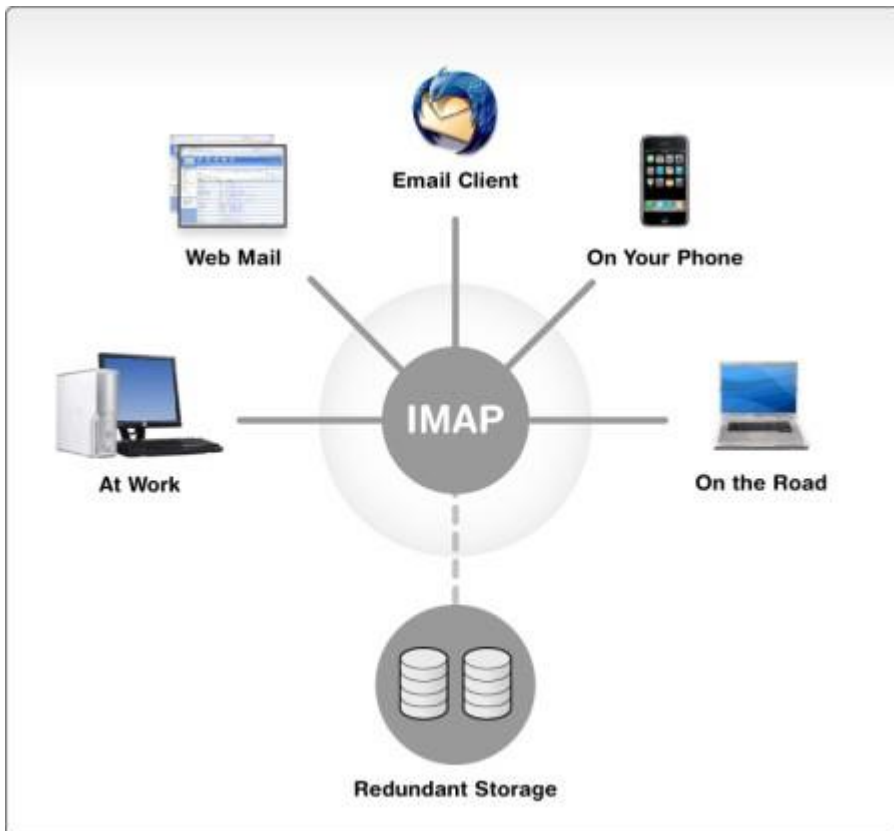 Email Client
Web Mail
On Your Phone
IMAP
At Work
On the Road
Redundant Storage